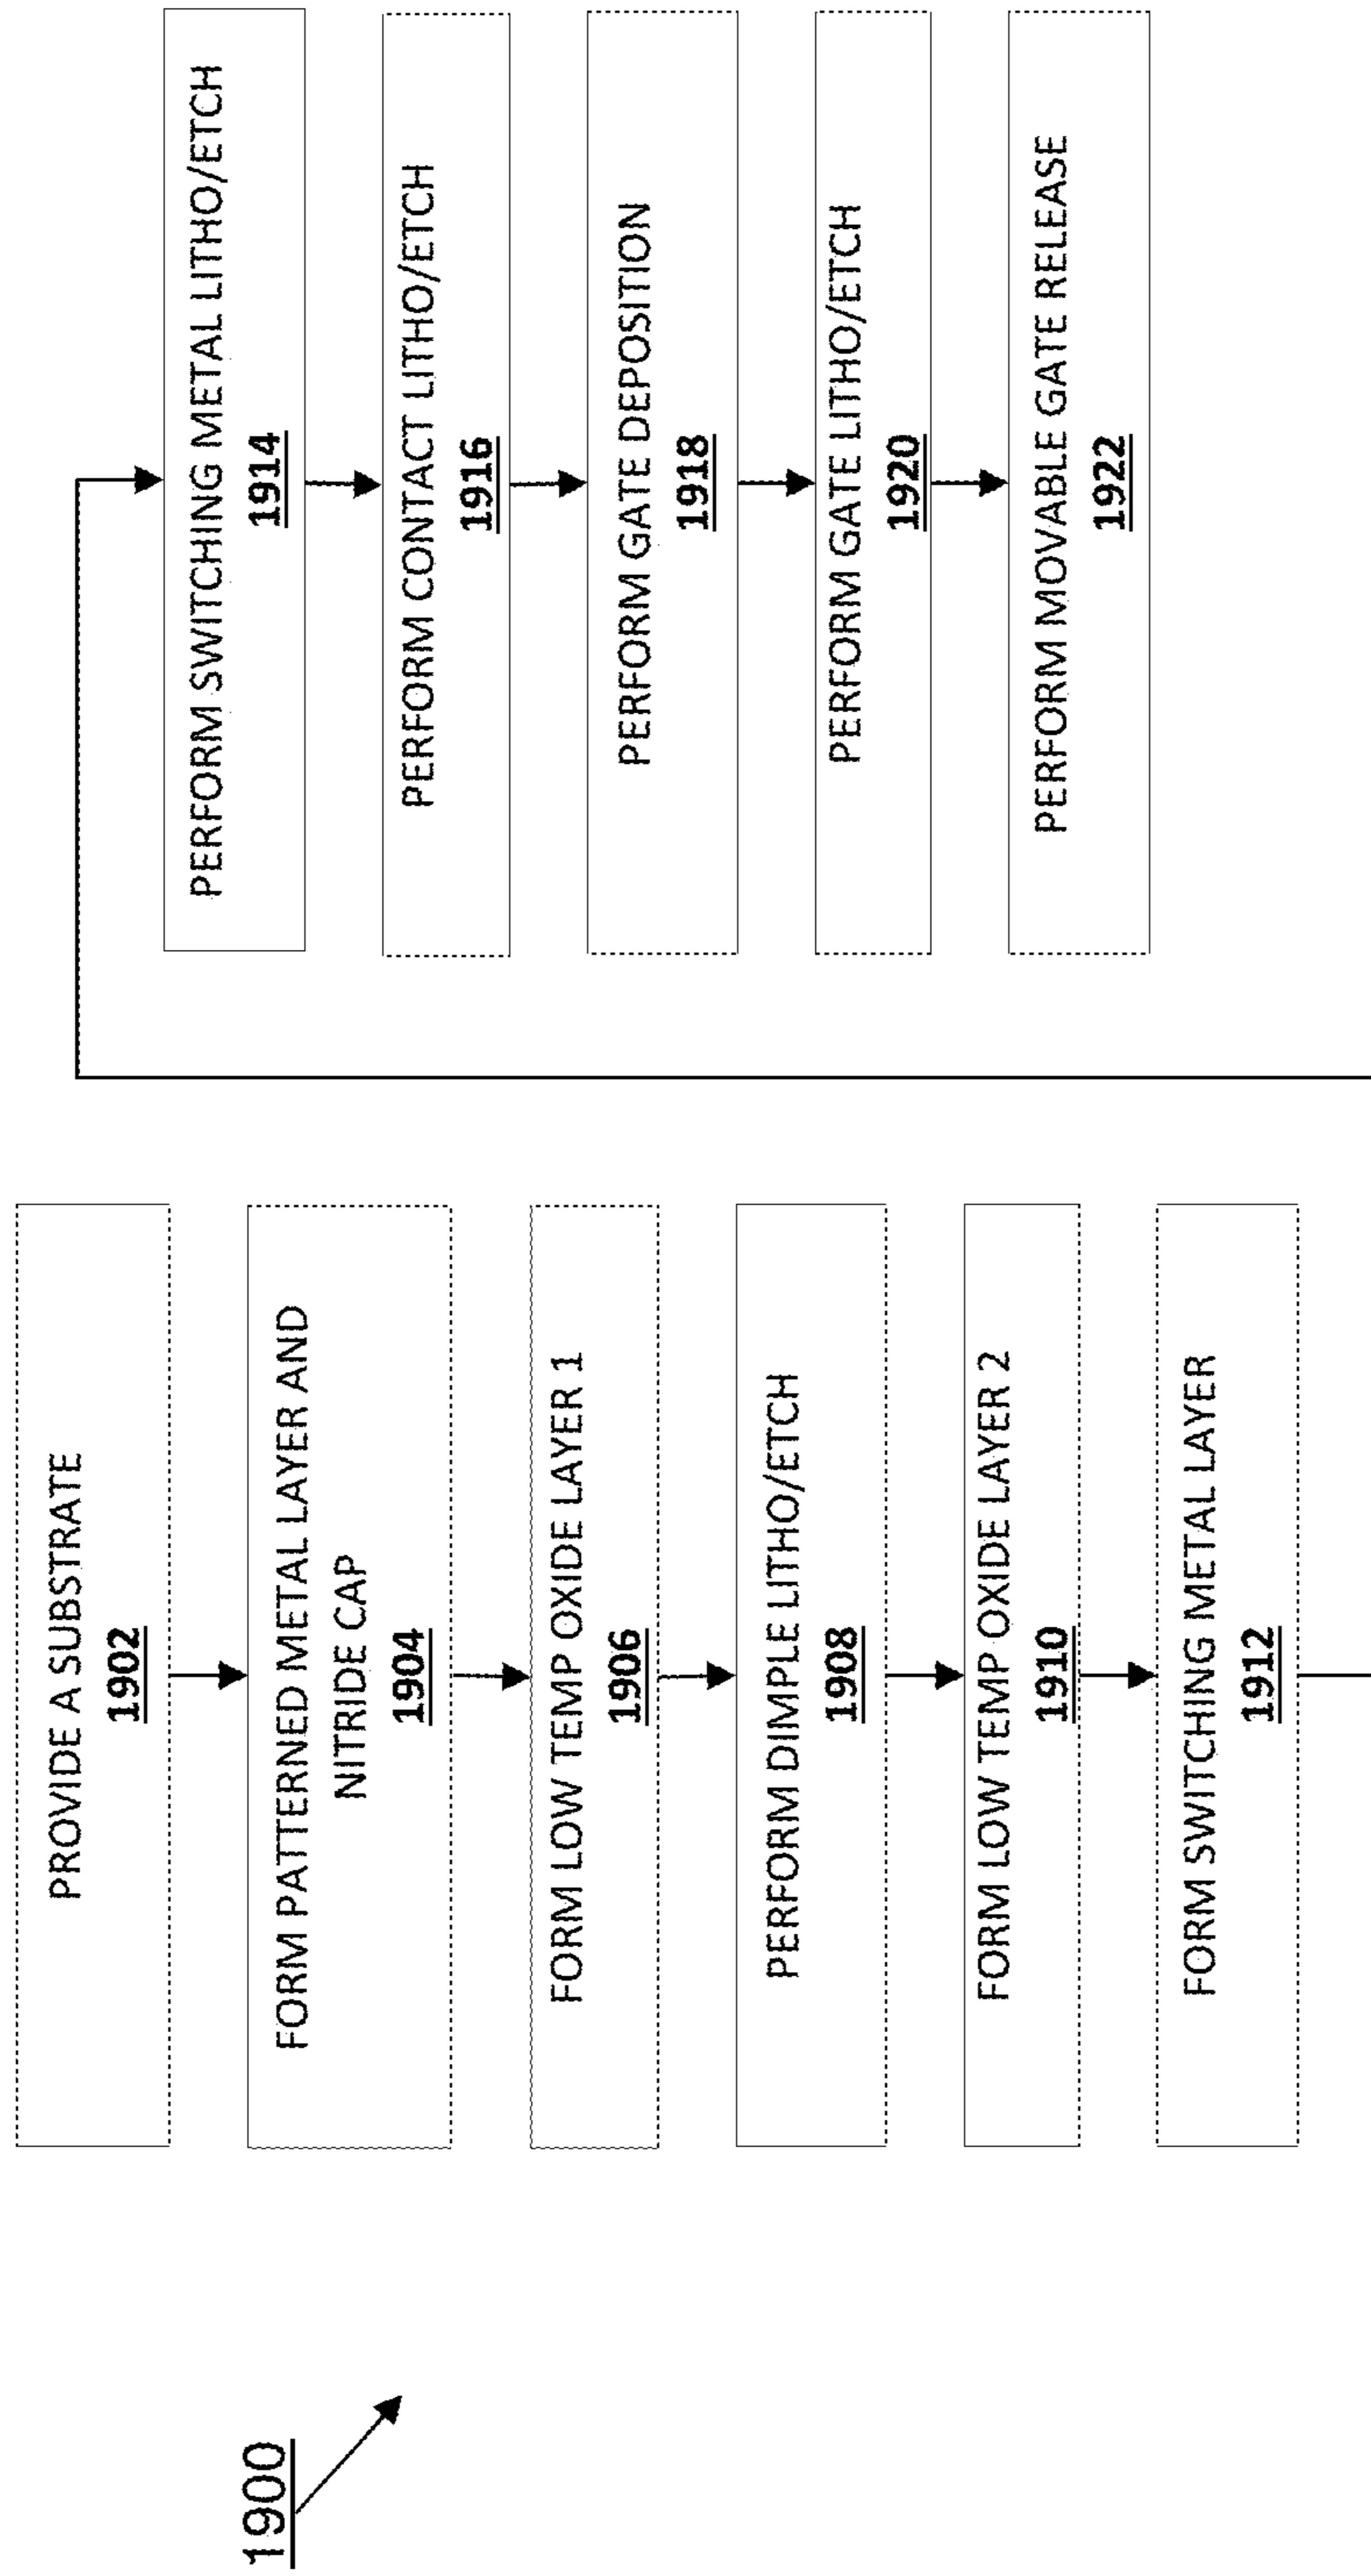 1900
PROVIDE A SUBSTRATE
1902
FORM PATTERNED METAL LAYER AND
NITRIDE CAP
1904
FORM LOW TEMP OXIDE LAYER 1
1906
PERFORM DIMPLE LITHO/ETCH
1908
FORM LOW TEMP OXIDE LAYER 2
1910
FORM SWITCHING METAL LAYER
1912
PERFORM SWITCHING METAL LITHO/ETCH
1914
PERFORM CONTACT LITHO/ETCH
1916
PERFORM GATE DEPOSITION
1918
PERFORM GATE LITHO/ETCH
1920
PERFORM MOVABLE GATE RELEASE
1922